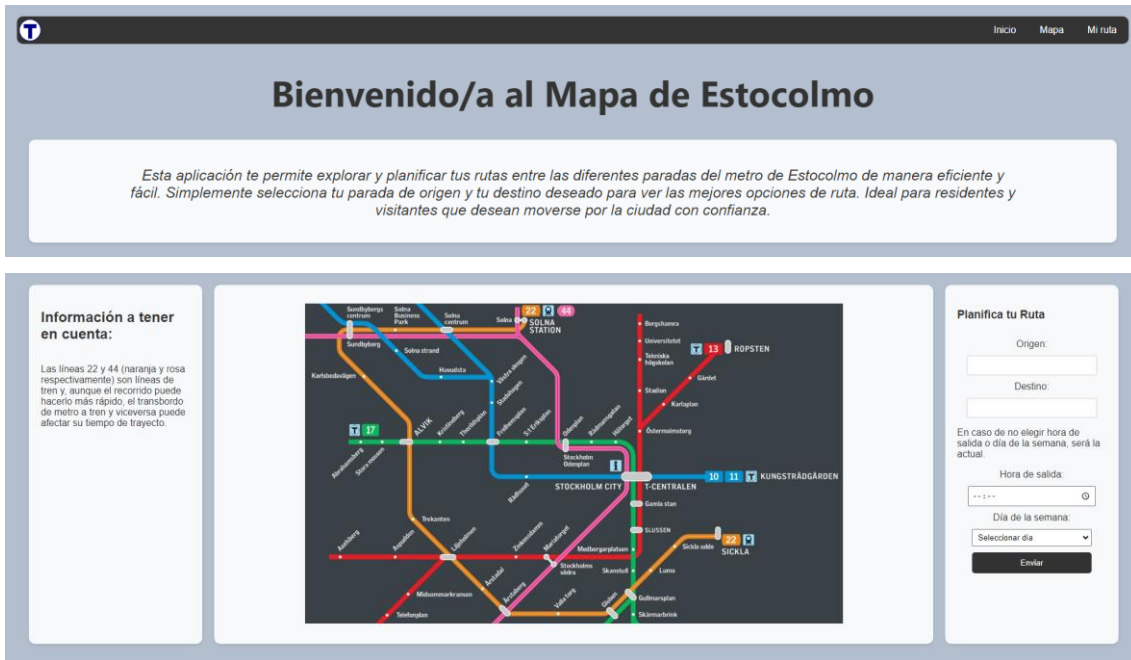 T
Inicio Mapa Mi ruta
Bienvenido/a al Mapa de Estocolmo
Esta aplicación te permite explorar y planificar tus rutas entre las diferentes paradas del metro de Estocolmo de manera eficiente y
fácil. Simplemente selecciona tu parada de origen y tu destino deseado para ver las mejores opciones de ruta. Ideal para residentes y
visitantes que desean moverse por la ciudad con confianza.
Información a tener
en cuenta:
Las líneas 22 y 44 (naranja y rosa
respectivamente) son líneas de
tren y, aunque el recorrido puede
hacerlo más rápido, el transbordo
de metro a tren y viceversa puede
afectar su tiempo de trayecto.
Sundbybergs
centrum
Solna
Business
Park
Solna
centrum
Solna
22 44
SOLNA
STATION
Sundbyberg
Solna strand
Huvudsta
Västra skogen
Stadshagen
Karlsbodavägen
Bergshamra
Universitetet
Tekniska
högskolan
T 13 ROPSTEN
Gärdet
Stadion
Karlaplan
Östermalmstorg
T 17
ALVIK
Kristineberg
Thorildsplan
Fridhemsplan
S:t Eriksplan
Odenplan
Rådmansgatan
Hötorget
Abrahamsberg
Stora mossen
Stockholm
Odenplan
i
Rådhuset
STOCKHOLM CITY
T-CENTRALEN
10 11 T KUNGSTRÄDGÅRDEN
Gamla stan
SLUSSEN
Trekanten
Axelsberg
Aspudden
Liljeholmen
Zinkensdamm
Mariatorget
Medborgarplatsen
22
SICKLA
Sickla udde
Stockholms
södra
Skanstull
Luma
Midsommarkransen
Telefonplan
Årstadal
Årstaberg
Valla torg
Globen
Gullmarsplan
Skärmarbrink
Planifica tu Ruta
Origen:
Destino:
En caso de no elegir hora de
salida o día de la semana, será la
actual.
Hora de salida:
--:--
Día de la semana:
Seleccionar día
Enviar